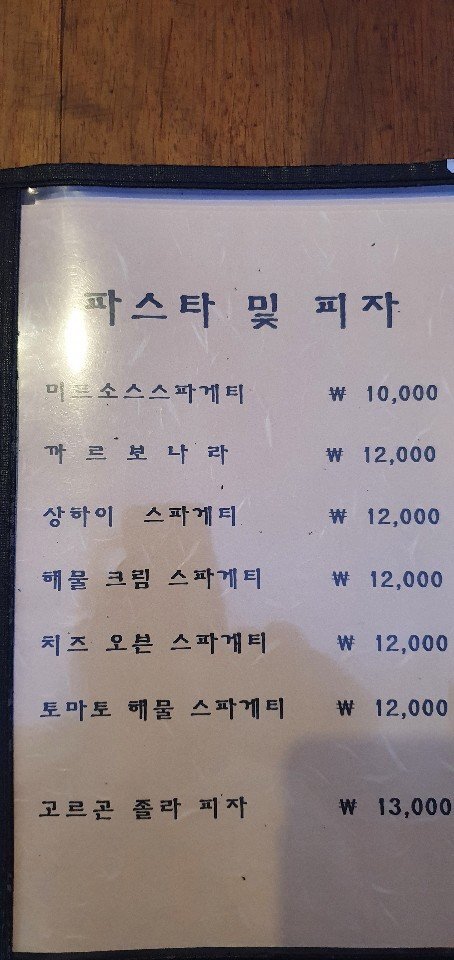 파스타 및 피자
미트소스스파게티 ₩ 10,000
까르보나라 ₩ 12,000
상하이 스파게티 ₩ 12,000
해물 크림 스파게티 ₩ 12,000
치즈 오븐 스파게티 ₩ 12,000
토마토 해물 스파게티 ₩ 12,000
고르곤 졸라 피자 ₩ 13,000